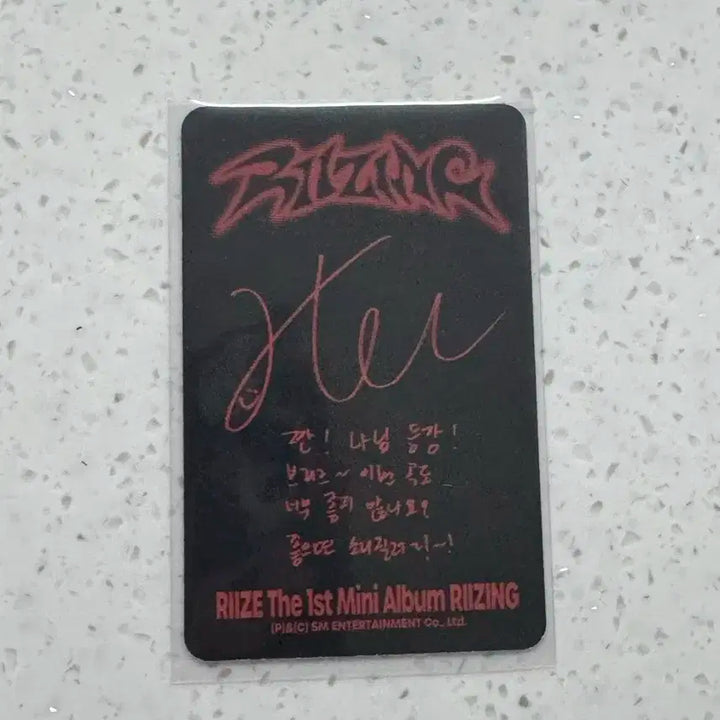 RIIZING
짠! 나님 등장!
브리즈~ 이번 곡도
너무 좋지 않나요?
좋으면 소리질러~!
RIIZE The 1st Mini Album RIIZING
(P)&(C) SM ENTERTAINMENT Co., Ltd.